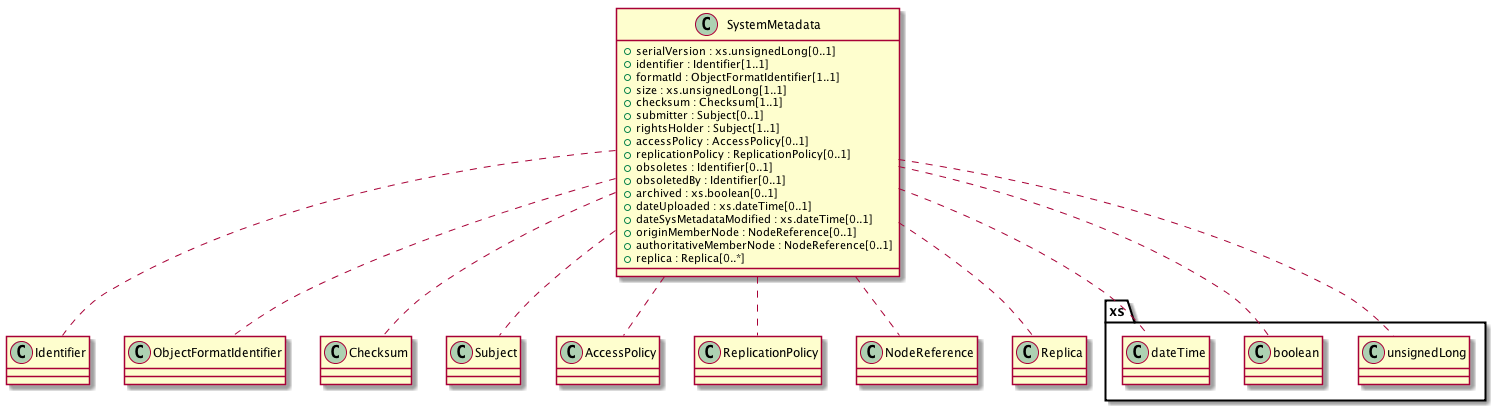 C SystemMetadata
serialVersion : xs.unsignedLong[0..1]
identifier : Identifier[1..1]
formatId : ObjectFormatIdentifier[1..1]
size : xs.unsignedLong[1..1]
checksum : Checksum[1..1]
submitter : Subject[0..1]
rightsHolder : Subject[1..1]
accessPolicy : AccessPolicy[0..1]
replicationPolicy : ReplicationPolicy[0..1]
obsoletes : Identifier[0..1]
obsoletedBy : Identifier[0..1]
archived : xs.boolean[0..1]
dateUploaded : xs.dateTime[0..1]
dateSysMetadataModified : xs.dateTime[0..1]
originMemberNode : NodeReference[0..1]
authoritativeMemberNode : NodeReference[0..1]
replica : Replica[0..*]
C Identifier
C ObjectFormatIdentifier
C Checksum
C Subject
C AccessPolicy
C ReplicationPolicy
C NodeReference
C Replica
xs
C dateTime
C boolean
C unsignedLong